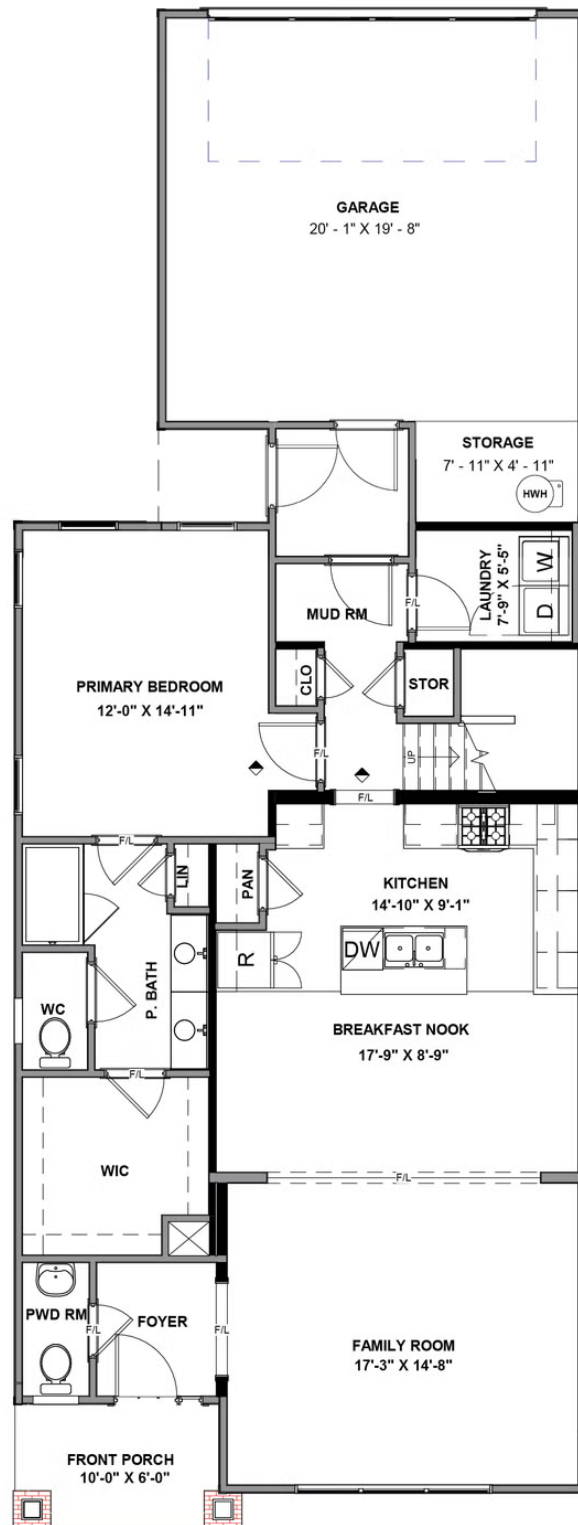 GARAGE
20' - 1" X 19' - 8"
STORAGE
7' - 11" X 4' - 11"
HWH
LAUNDRY
7'-9" X 5'-5"
W
D
F/L
MUD RM
CLO
STOR
PRIMARY BEDROOM
12'-0" X 14'-11"
F/L
UP
F/L
F/L
LIN
PAN
KITCHEN
14'-10" X 9'-1"
R
DW
P. BATH
WC
BREAKFAST NOOK
17'-9" X 8'-9"
F/L
WIC
F/L
PWD RM
F/L
FOYER
F/L
FAMILY ROOM
17'-3" X 14'-8"
FRONT PORCH
10'-0" X 6'-0"